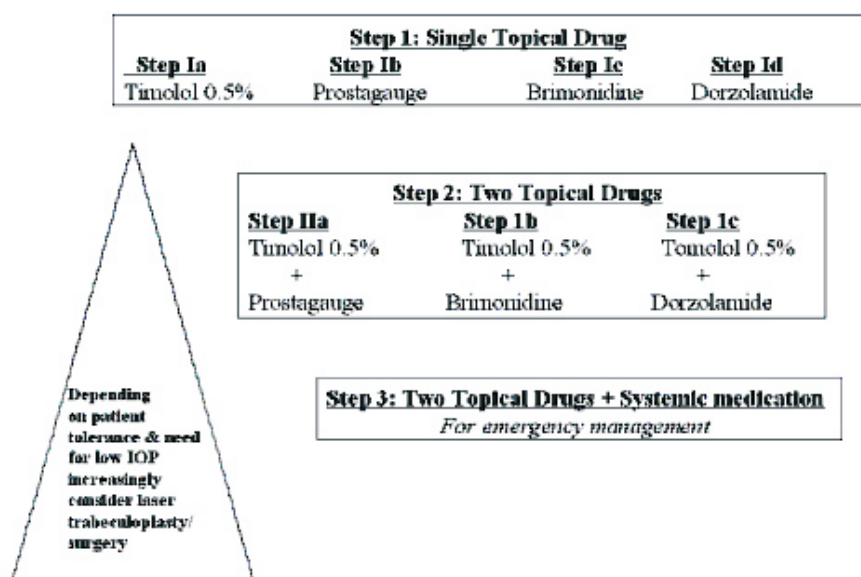 Step 1: Single Topical Drug
Step Ia Step Ib Step Ic Step Id
Timolol 0.5% Prostagauge Brimonidine Dorzolamide
Step 2: Two Topical Drugs
Step IIa Step 1b Step 1c
Timolol 0.5% Timolol 0.5% Tomolol 0.5%
+ + +
Prostagauge Brimonidine Dorzolamide
Depending
on patient
tolerance & need
for low IOP
increasingly
consider laser
trabeculoplasty/
surgery
Step 3: Two Topical Drugs + Systemic medication
For emergency management